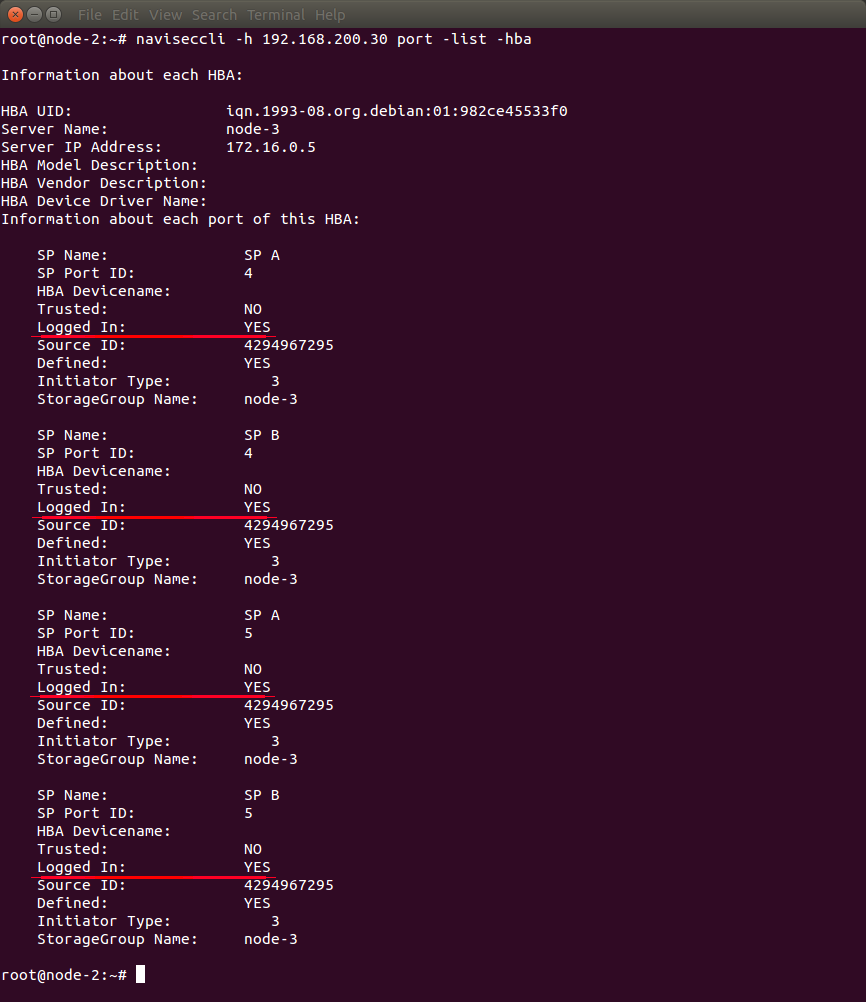 File Edit View Search Terminal Help
root@node-2:~# naviseccli -h 192.168.200.30 port -list -hba
Information about each HBA:
HBA UID: iqn.1993-08.org.debian:01:982ce45533f0
Server Name: node-3
Server IP Address: 172.16.0.5
HBA Model Description:
HBA Vendor Description:
HBA Device Driver Name:
Information about each port of this HBA:
SP Name: SP A
SP Port ID: 4
HBA Devicename:
Trusted: NO
Logged In: YES
Source ID: 4294967295
Defined: YES
Initiator Type: 3
StorageGroup Name: node-3
SP Name: SP B
SP Port ID: 4
HBA Devicename:
Trusted: NO
Logged In: YES
Source ID: 4294967295
Defined: YES
Initiator Type: 3
StorageGroup Name: node-3
SP Name: SP A
SP Port ID: 5
HBA Devicename:
Trusted: NO
Logged In: YES
Source ID: 4294967295
Defined: YES
Initiator Type: 3
StorageGroup Name: node-3
SP Name: SP B
SP Port ID: 5
HBA Devicename:
Trusted: NO
Logged In: YES
Source ID: 4294967295
Defined: YES
Initiator Type: 3
StorageGroup Name: node-3
root@node-2:~#